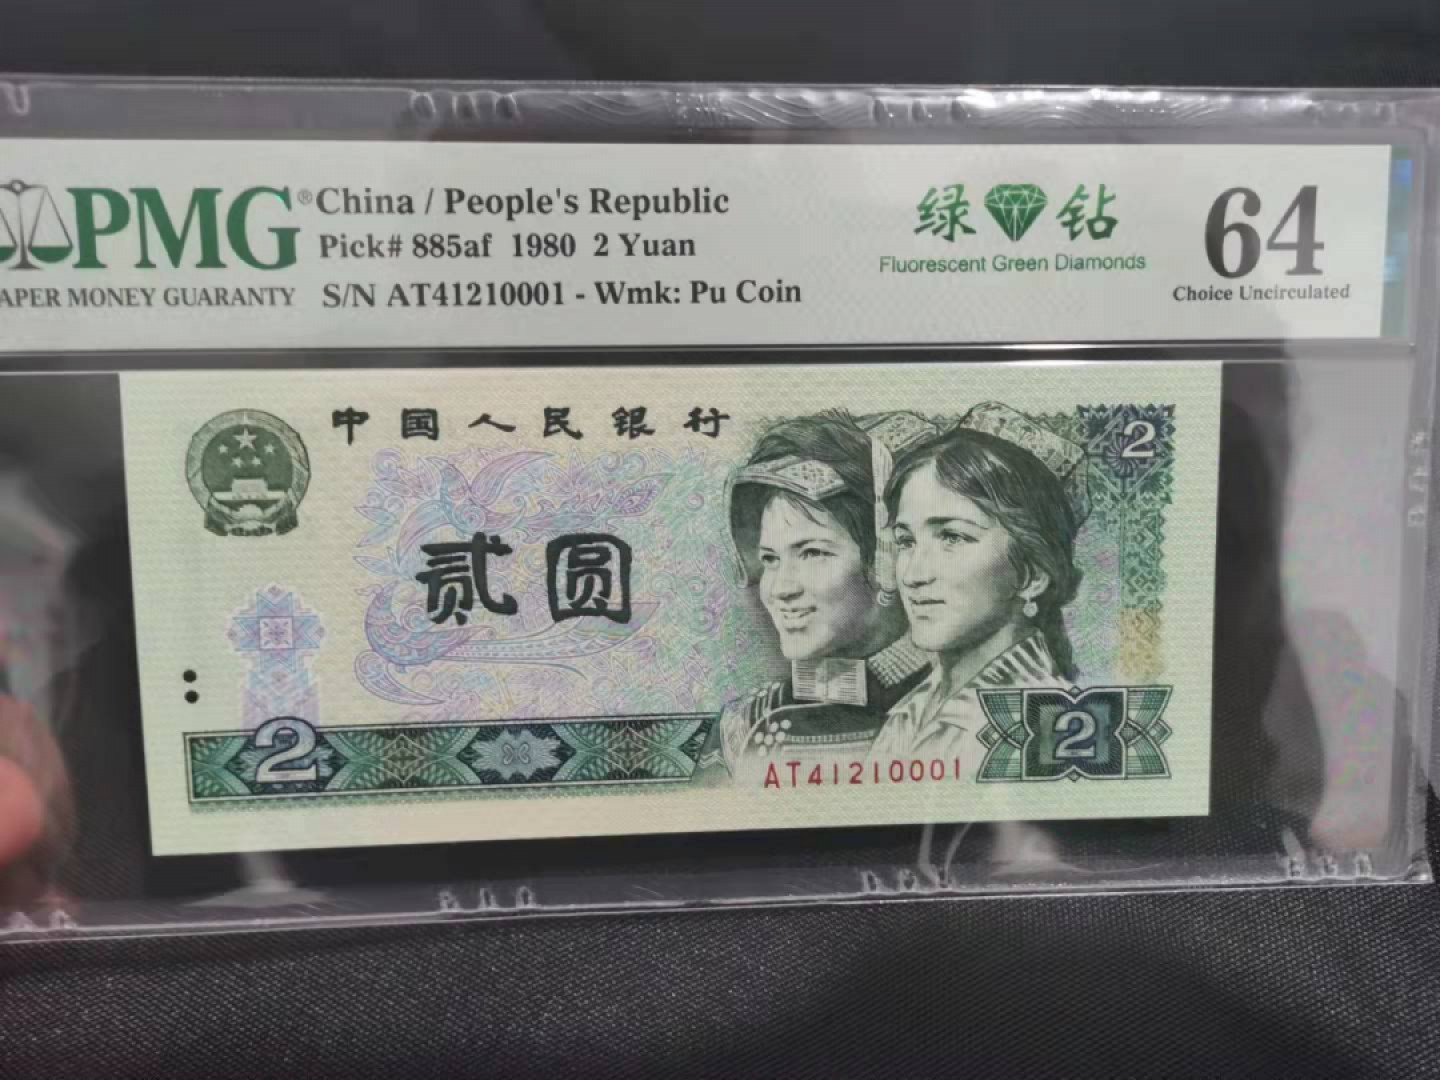 PMG®
PAPER MONEY GUARANTY
China / People's Republic
Pick# 885af 1980 2 Yuan
S/N AT41210001 - Wmk: Pu Coin
绿钻
Fluorescent Green Diamonds
64
Choice Uncirculated
中国人民银行
2
贰圆
2
2
AT41210001